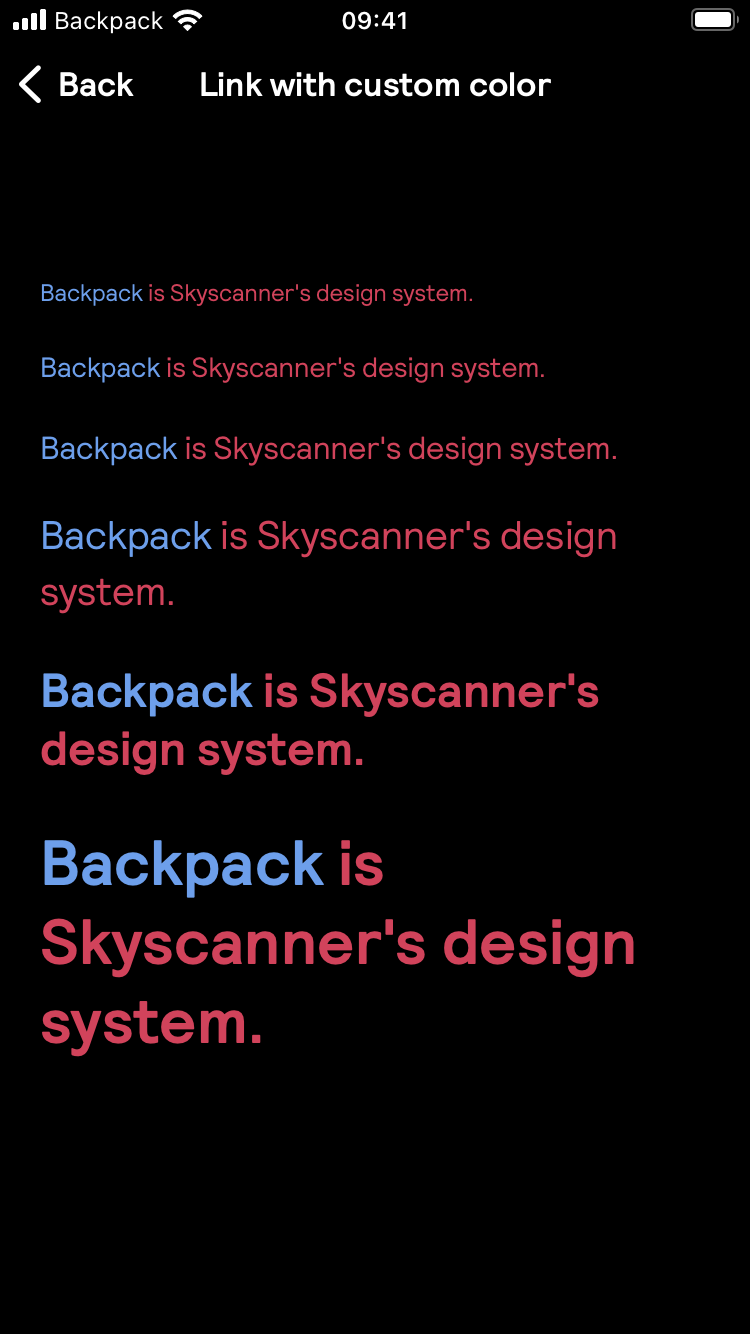 Backpack 09:41
Back Link with custom color
Backpack is Skyscanner's design system.
Backpack is Skyscanner's design system.
Backpack is Skyscanner's design system.
Backpack is Skyscanner's design
system.
Backpack is Skyscanner's
design system.
Backpack is
Skyscanner's design
system.